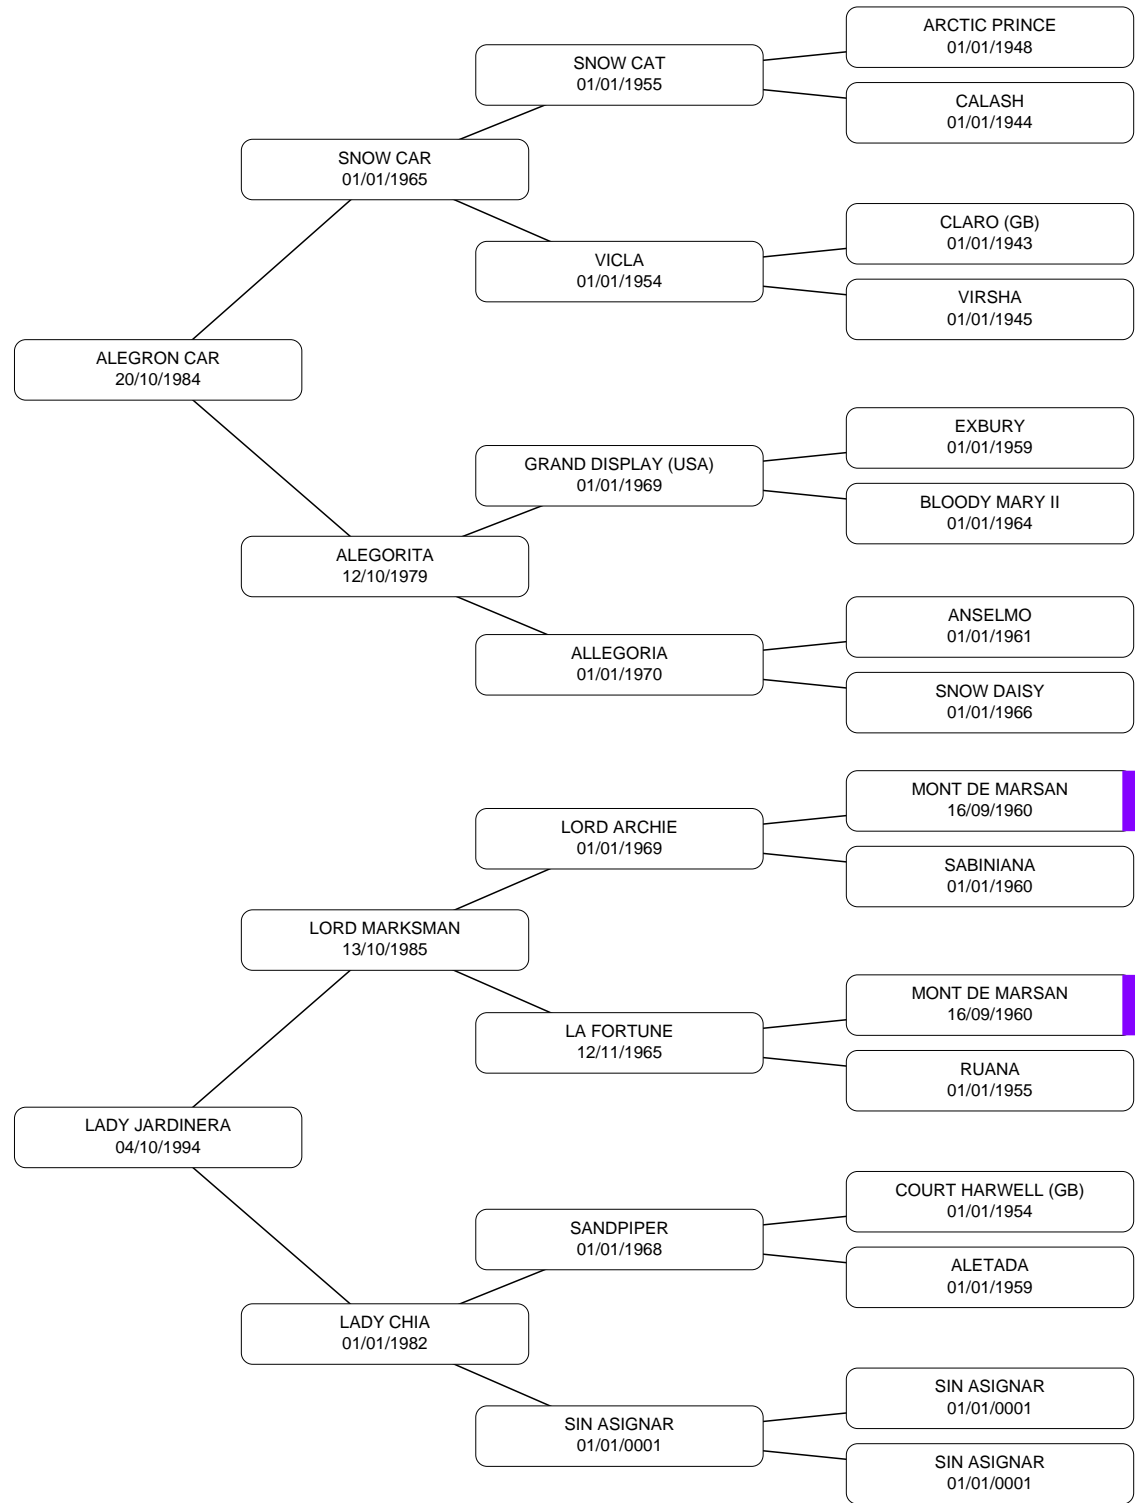 ARCTIC PRINCE
01/01/1948
SNOW CAT
01/01/1955
CALASH
01/01/1944
SNOW CAR
01/01/1965
CLARO (GB)
01/01/1943
VICLA
01/01/1954
VIRSHA
01/01/1945
ALEGRON CAR
20/10/1984
EXBURY
01/01/1959
GRAND DISPLAY (USA)
01/01/1969
BLOODY MARY II
01/01/1964
ALEGORITA
12/10/1979
ANSELMO
01/01/1961
ALLEGORIA
01/01/1970
SNOW DAISY
01/01/1966
MONT DE MARSAN
16/09/1960
LORD ARCHIE
01/01/1969
SABINIANA
01/01/1960
LORD MARKSMAN
13/10/1985
MONT DE MARSAN
16/09/1960
LA FORTUNE
12/11/1965
RUANA
01/01/1955
LADY JARDINERA
04/10/1994
COURT HARWELL (GB)
01/01/1954
SANDPIPER
01/01/1968
ALETADA
01/01/1959
LADY CHIA
01/01/1982
SIN ASIGNAR
01/01/0001
SIN ASIGNAR
01/01/0001
SIN ASIGNAR
01/01/0001